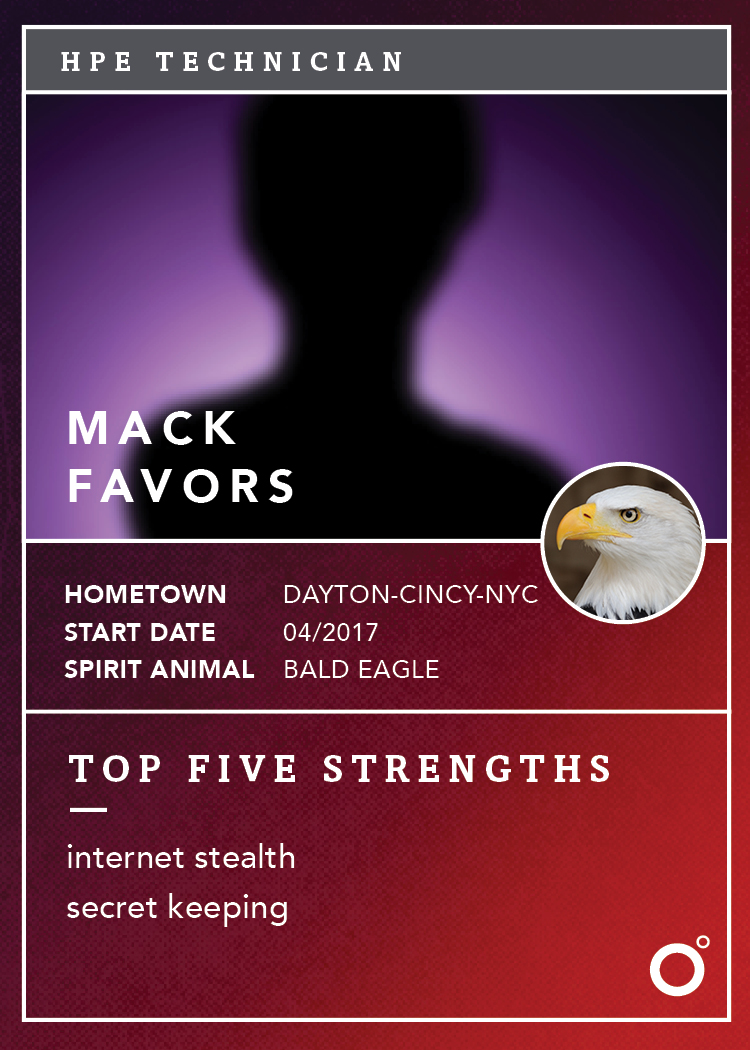 HPE TECHNICIAN
MACK
FAVORS
HOMETOWN DAYTON-CINCY-NYC
START DATE 04/2017
SPIRIT ANIMAL BALD EAGLE
TOP FIVE STRENGTHS
internet stealth
secret keeping